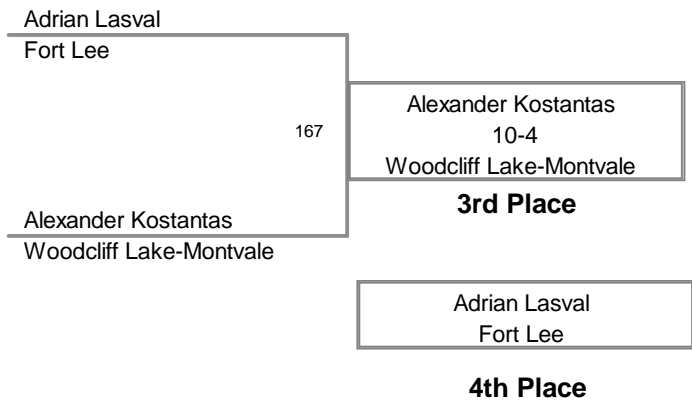 Adrian Lasval
Fort Lee
167
Alexander Kostantas
10-4
Woodcliff Lake-Montvale
3rd Place
Alexander Kostantas
Woodcliff Lake-Montvale
Adrian Lasval
Fort Lee
4th Place